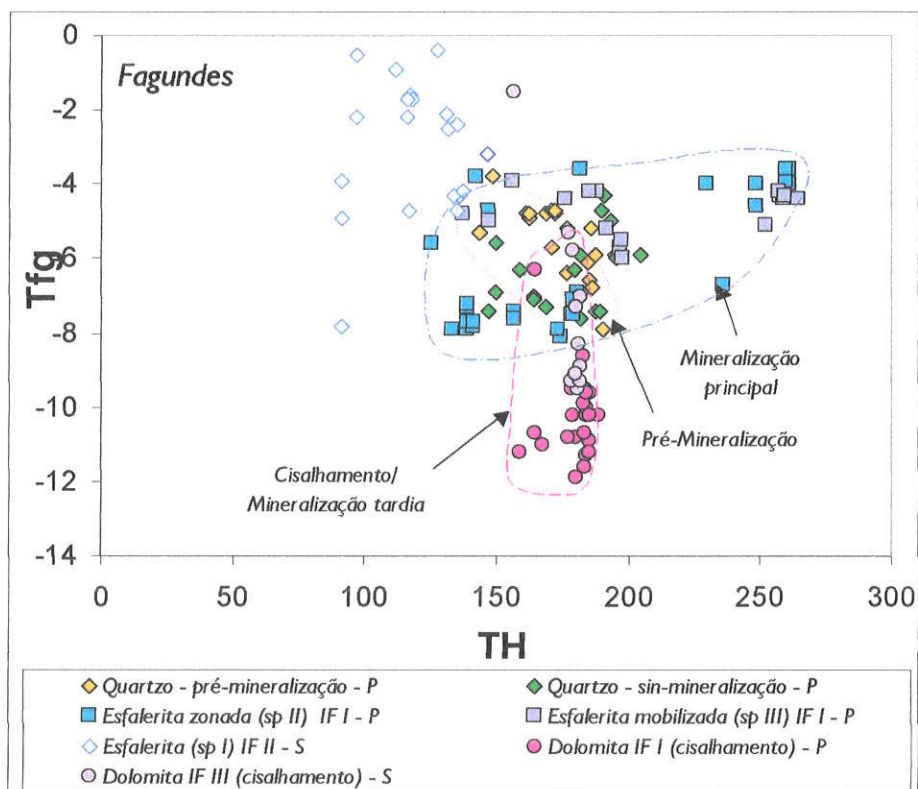 Fagundes
0
-2
-4
-6
-8
-10
-12
-14
Tfg
0
50
100
150
200
250
300
TH
Mineralização
principal
Pré-Mineralização
Cisalhamento/
Mineralização tardia
Quartzo - pré-mineralização - P
Quartzo - sin-mineralização - P
Esfalerita zonada (sp II) IF I - P
Esfalerita mobilizada (sp III) IF I - P
Esfalerita (sp I) IF II - S
Dolomita IF I (cisalhamento) - P
Dolomita IF III (cisalhamento) - S